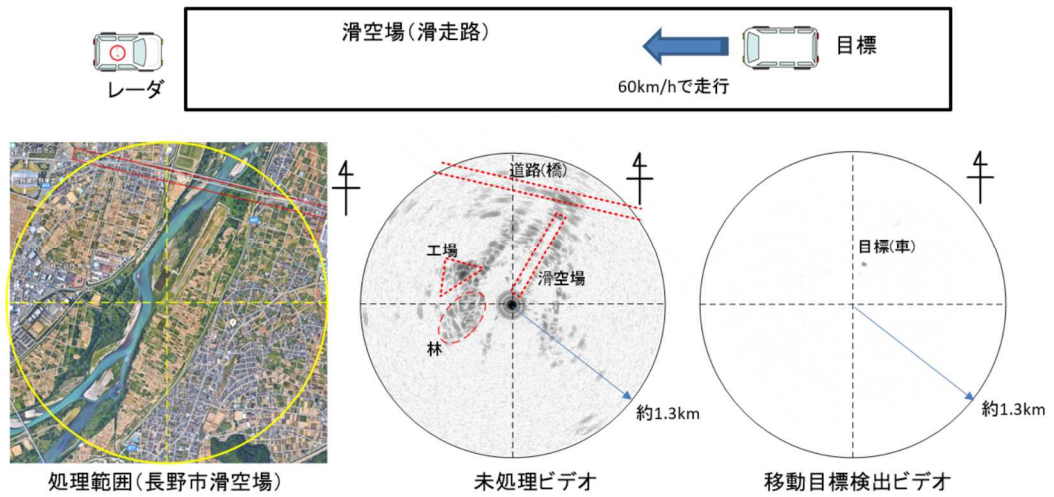 滑空場(滑走路)
目標
レーダ
60km/hで走行
道路(橋)
工場
滑空場
林
約1.3km
目標(車)
約1.3km
処理範囲(長野市滑空場)
未処理ビデオ
移動目標検出ビデオ